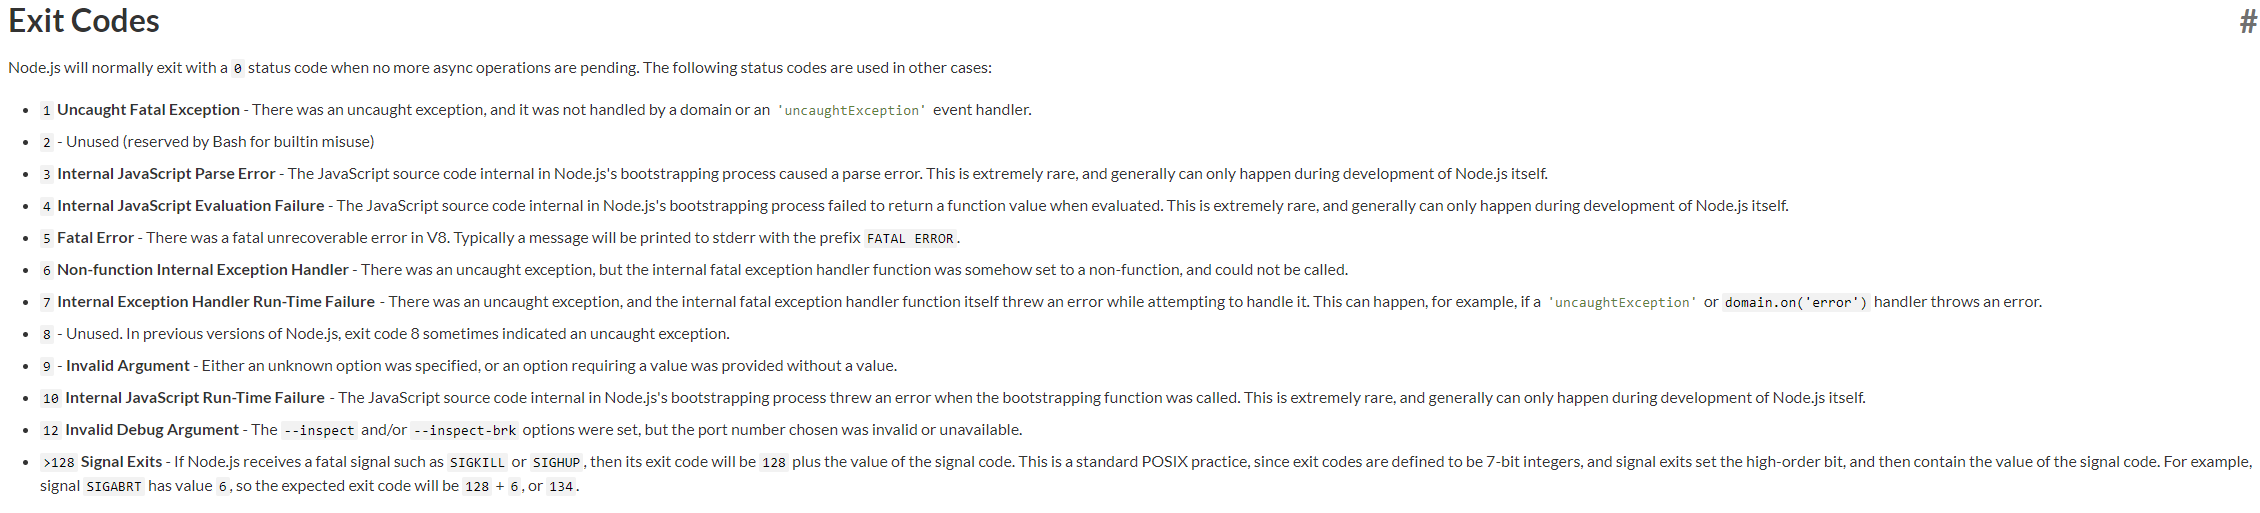 Exit Codes #
Node.js will normally exit with a 0 status code when no more async operations are pending. The following status codes are used in other cases:
• 1 Uncaught Fatal Exception - There was an uncaught exception, and it was not handled by a domain or an 'uncaughtException' event handler.
• 2 - Unused (reserved by Bash for builtin misuse)
• 3 Internal JavaScript Parse Error - The JavaScript source code internal in Node.js's bootstrapping process caused a parse error. This is extremely rare, and generally can only happen during development of Node.js itself.
• 4 Internal JavaScript Evaluation Failure - The JavaScript source code internal in Node.js's bootstrapping process failed to return a function value when evaluated. This is extremely rare, and generally can only happen during development of Node.js itself.
• 5 Fatal Error - There was a fatal unrecoverable error in V8. Typically a message will be printed to stderr with the prefix FATAL ERROR.
• 6 Non-function Internal Exception Handler - There was an uncaught exception, but the internal fatal exception handler function was somehow set to a non-function, and could not be called.
• 7 Internal Exception Handler Run-Time Failure - There was an uncaught exception, and the internal fatal exception handler function itself threw an error while attempting to handle it. This can happen, for example, if a 'uncaughtException' or domain.on('error') handler throws an error.
• 8 - Unused. In previous versions of Node.js, exit code 8 sometimes indicated an uncaught exception.
• 9 - Invalid Argument - Either an unknown option was specified, or an option requiring a value was provided without a value.
• 10 Internal JavaScript Run-Time Failure - The JavaScript source code internal in Node.js's bootstrapping process threw an error when the bootstrapping function was called. This is extremely rare, and generally can only happen during development of Node.js itself.
• 12 Invalid Debug Argument - The --inspect and/or --inspect-brk options were set, but the port number chosen was invalid or unavailable.
• >128 Signal Exits - If Node.js receives a fatal signal such as SIGKILL or SIGHUP, then its exit code will be 128 plus the value of the signal code. This is a standard POSIX practice, since exit codes are defined to be 7-bit integers, and signal exits set the high-order bit, and then contain the value of the signal code. For example,
signal SIGABRT has value 6, so the expected exit code will be 128 + 6, or 134.